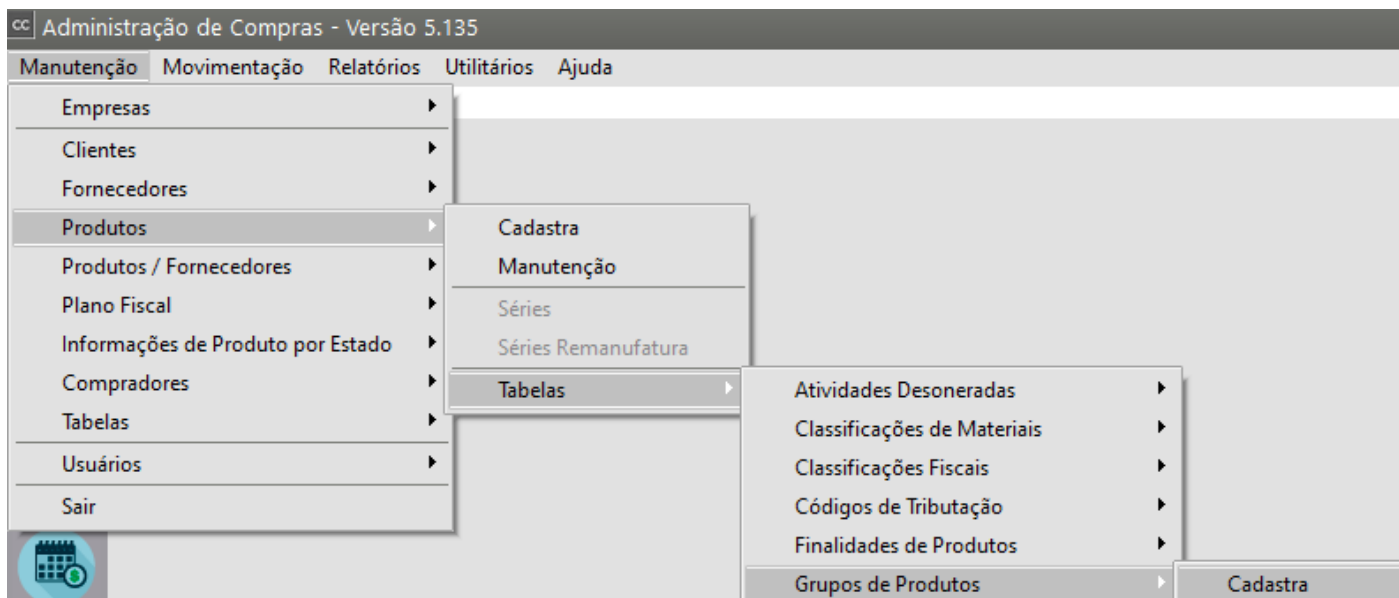 cc Administração de Compras - Versão 5.135
Manutenção Movimentação Relatórios Utilitários Ajuda
Empresas
Clientes
Fornecedores
Produtos
Produtos / Fornecedores
Plano Fiscal
Informações de Produto por Estado
Compradores
Tabelas
Usuários
Sair
Cadastra
Manutenção
Séries
Séries Remanufatura
Tabelas
Atividades Desoneradas
Classificações de Materiais
Classificações Fiscais
Códigos de Tributação
Finalidades de Produtos
Grupos de Produtos
Cadastra